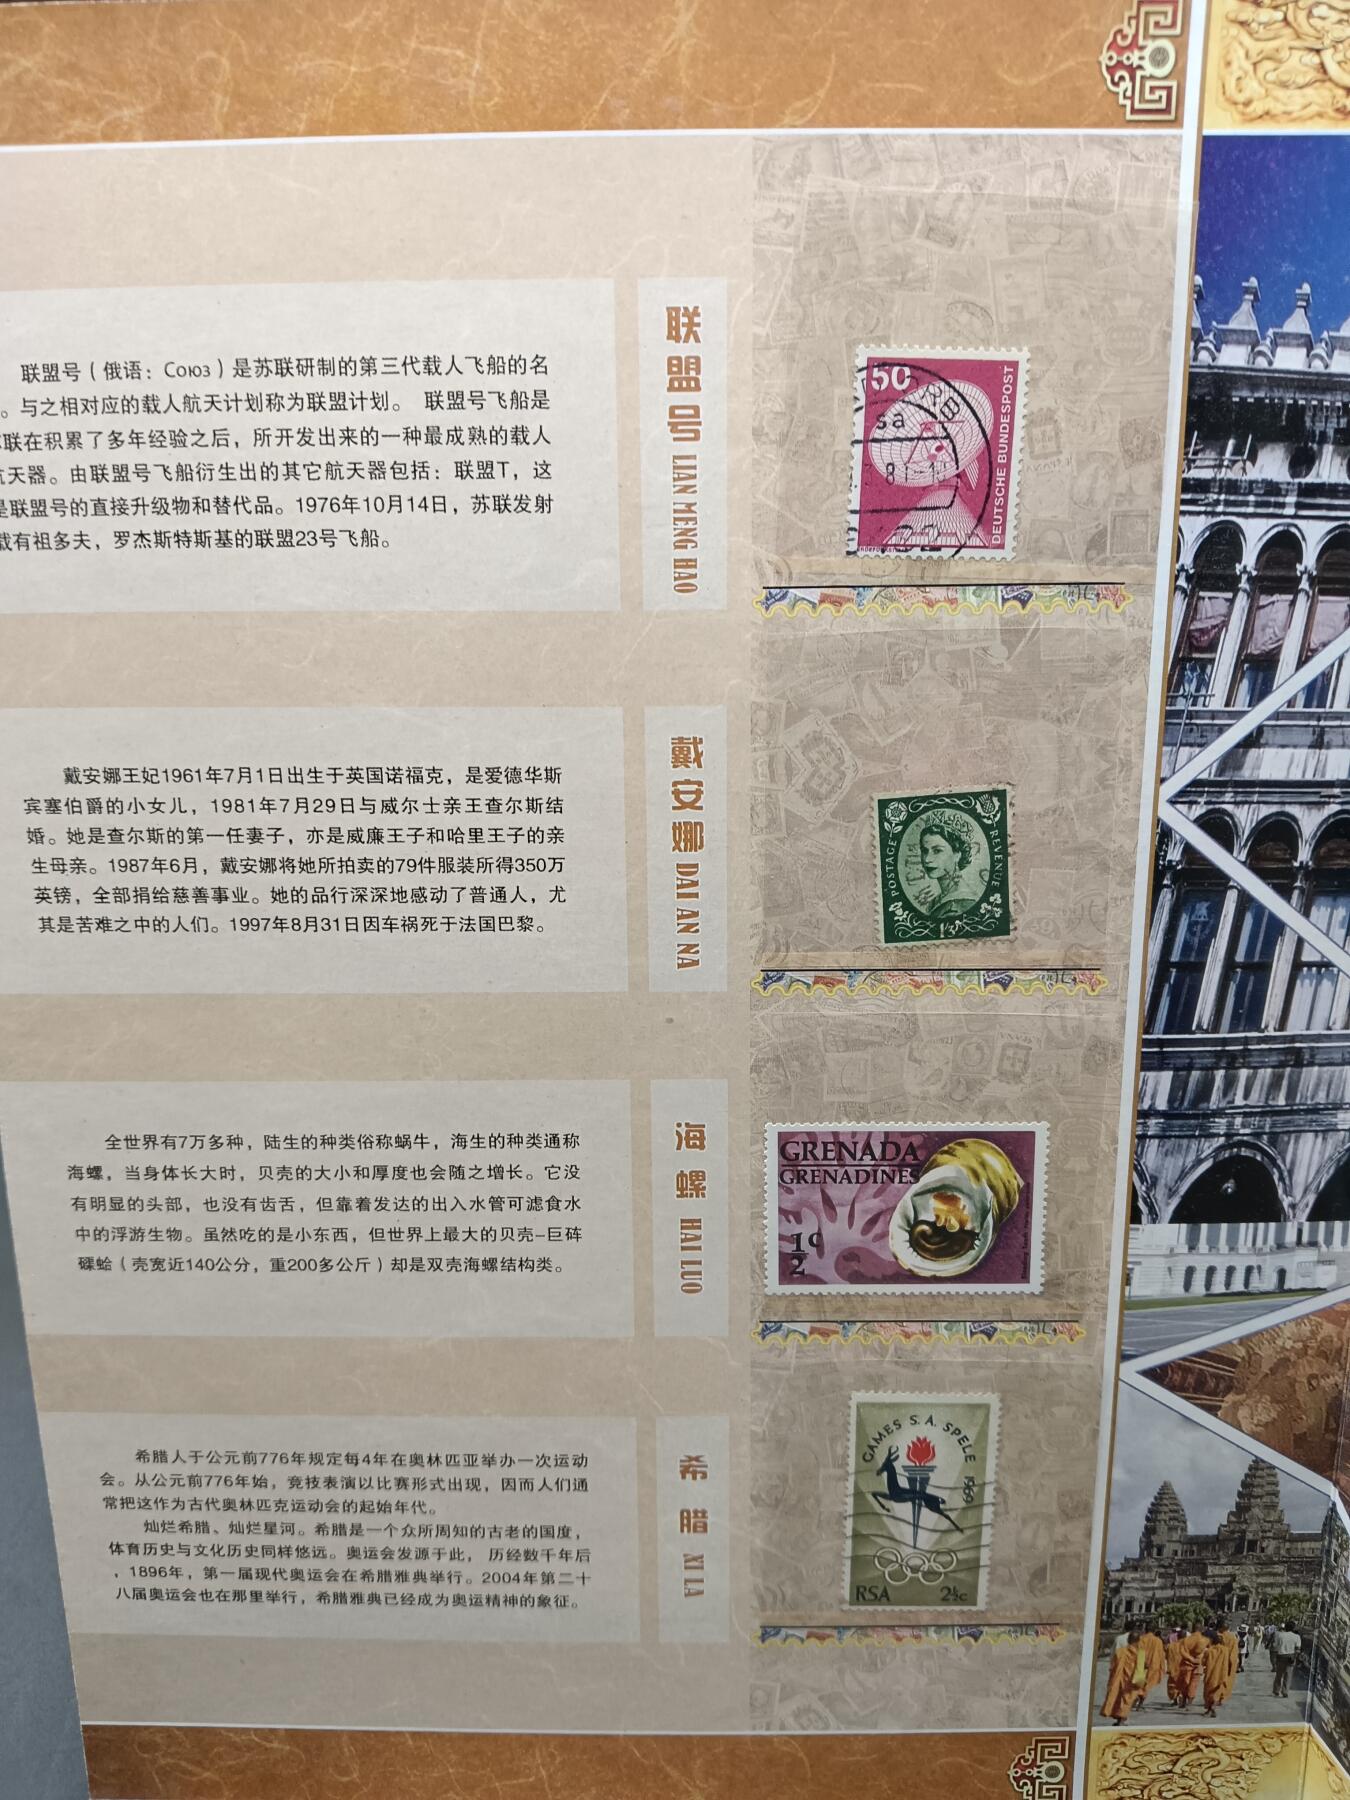 联盟号（俄语：Союз）是苏联研制的第三代载人飞船的名
。与之相对应的载人航天计划称为联盟计划。 联盟号飞船是
联在积累了多年经验之后，所开发出来的一种最成熟的载人
天器。由联盟号飞船衍生出的其它航天器包括：联盟T，这
是联盟号的直接升级物和替代品。1976年10月14日，苏联发射
载有祖多夫，罗杰斯特斯基的联盟23号飞船。
联盟号 LIAN MENG HAO
50
DEUTSCHE BUNDESPOST
戴安娜王妃1961年7月1日出生于英国诺福克，是爱德华斯
宾塞伯爵的小女儿，1981年7月29日与威尔士亲王查尔斯结
婚。她是查尔斯的第一任妻子，亦是威廉王子和哈里王子的亲
生母亲。1987年6月，戴安娜将她所拍卖的79件服装所得350万
英镑，全部捐给慈善事业。她的品行深深地感动了普通人，尤
其是苦难之中的人们。1997年8月31日因车祸死于法国巴黎。
戴安娜 DAI AN NA
POSTAGE
REVENUE
1/3
全世界有7万多种，陆生的种类俗称蜗牛，海生的种类通称
海螺，当身体长大时，贝壳的大小和厚度也会随之增长。它没
有明显的头部，也没有齿舌，但靠着发达的出入水管可滤食水
中的浮游生物。虽然吃的是小东西，但世界上最大的贝壳–巨砗
磲蛤（壳宽近140公分，重200多公斤）却是双壳海螺结构类。
海螺 HAI LUO
GRENADA
GRENADINES
1/2c
希腊人于公元前776年规定每4年在奥林匹亚举办一次运动
会。从公元前776年始，竞技表演以比赛形式出现，因而人们通
常把这作为古代奥林匹克运动会的起始年代。
灿烂希腊、灿烂星河。希腊是一个众所周知的古老的国度，
体育历史与文化历史同样悠远。奥运会发源于此， 历经数千年后
，1896年，第一届现代奥运会在希腊雅典举行。2004年第二十
八届奥运会也在那里举行，希腊雅典已经成为奥运精神的象征。
希腊 XI LA
GAMES S.A. SPELE 1969
RSA 2½c